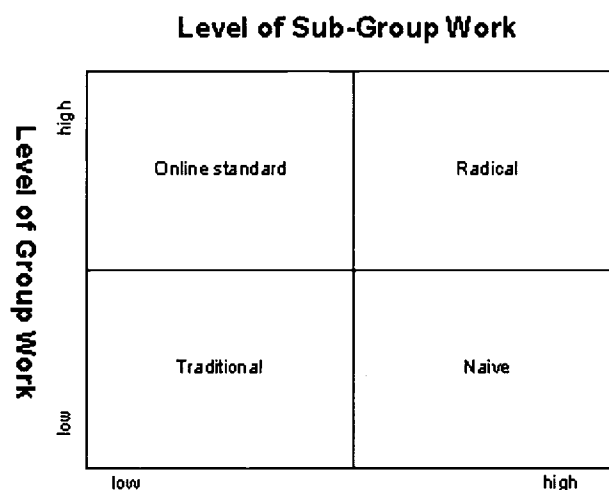 Level of Sub-Group Work
high
Level of Group Work
low
Online standard
Radical
Traditional
Naive
low
high